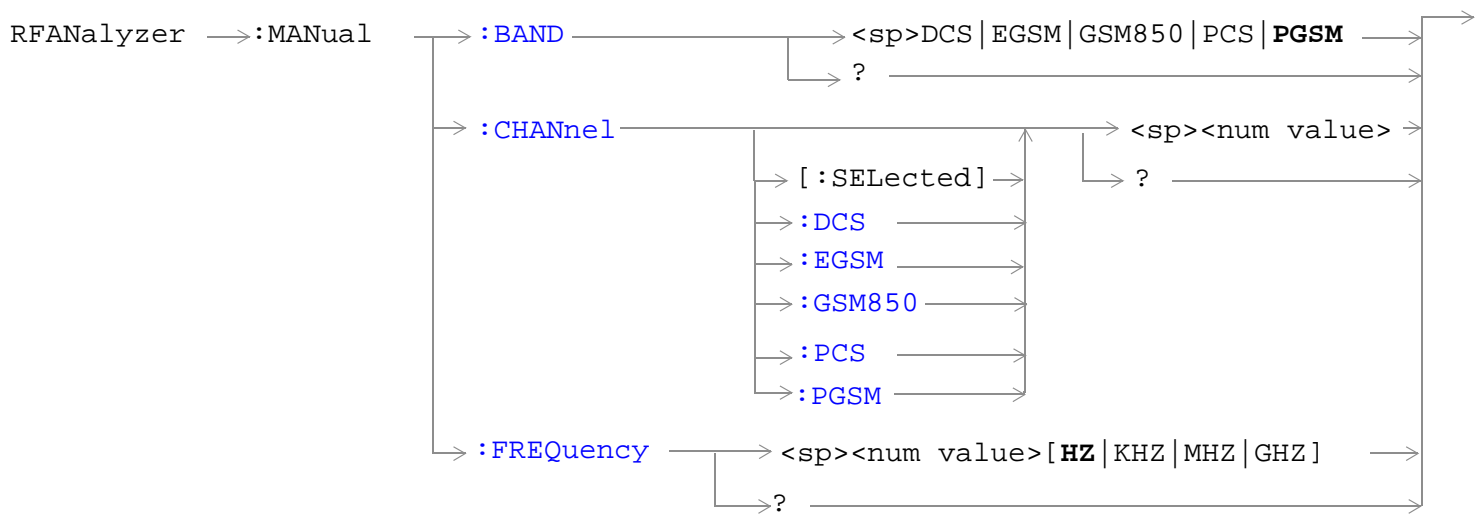 RFANalyzer :MANual :BAND <sp>DCS|EGSM|GSM850|PCS|PGSM
?
:CHANnel <sp><num value>
[:SELected] ?
:DCS
:EGSM
:GSM850
:PCS
:PGSM
:FREQuency <sp><num value>[HZ|KHZ|MHZ|GHZ]
?